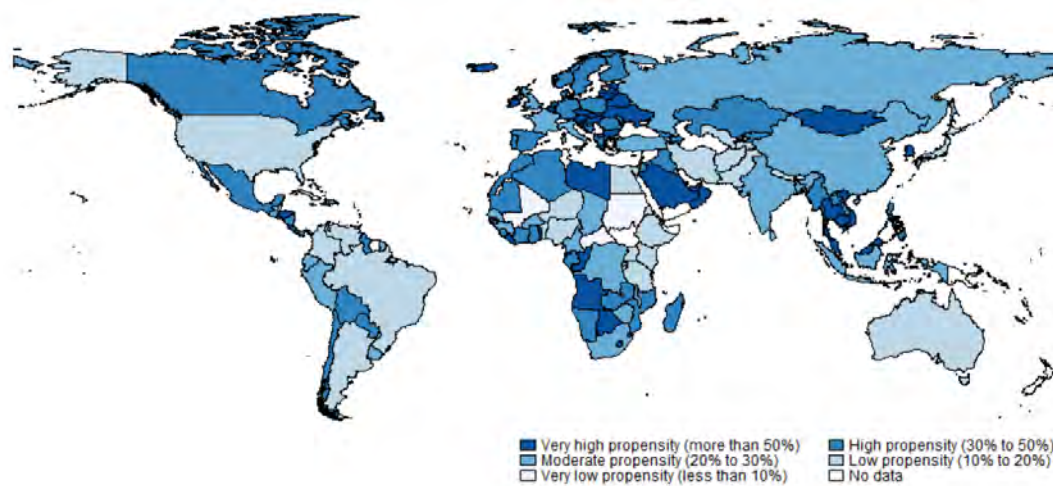 Very high propensity (more than 50%) High propensity (30% to 50%)
Moderate propensity (20% to 30%) Low propensity (10% to 20%)
Very low propensity (less than 10%) No data